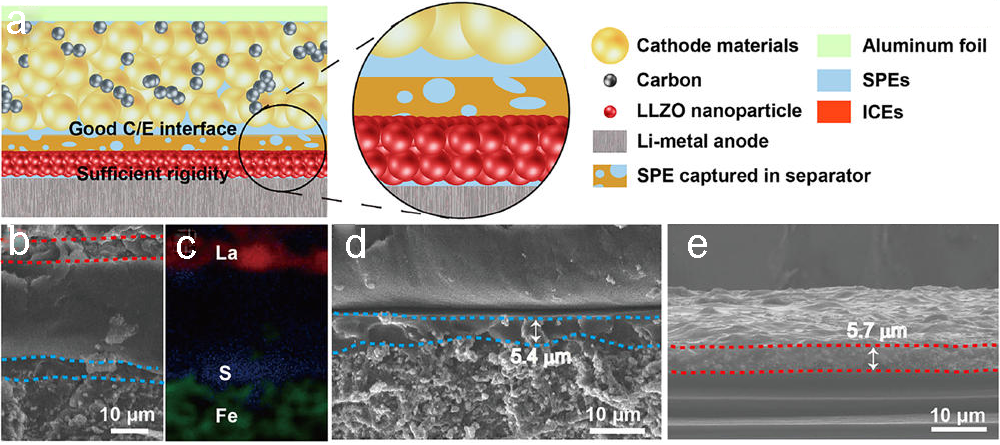 a
Good C/E interface
Sufficient rigidity
Cathode materials
Carbon
LLZO nanoparticle
Li-metal anode
SPE captured in separator
Aluminum foil
SPEs
ICEs
b
10 μm
c
La
S
Fe
d
5.4 μm
10 μm
e
5.7 μm
10 μm